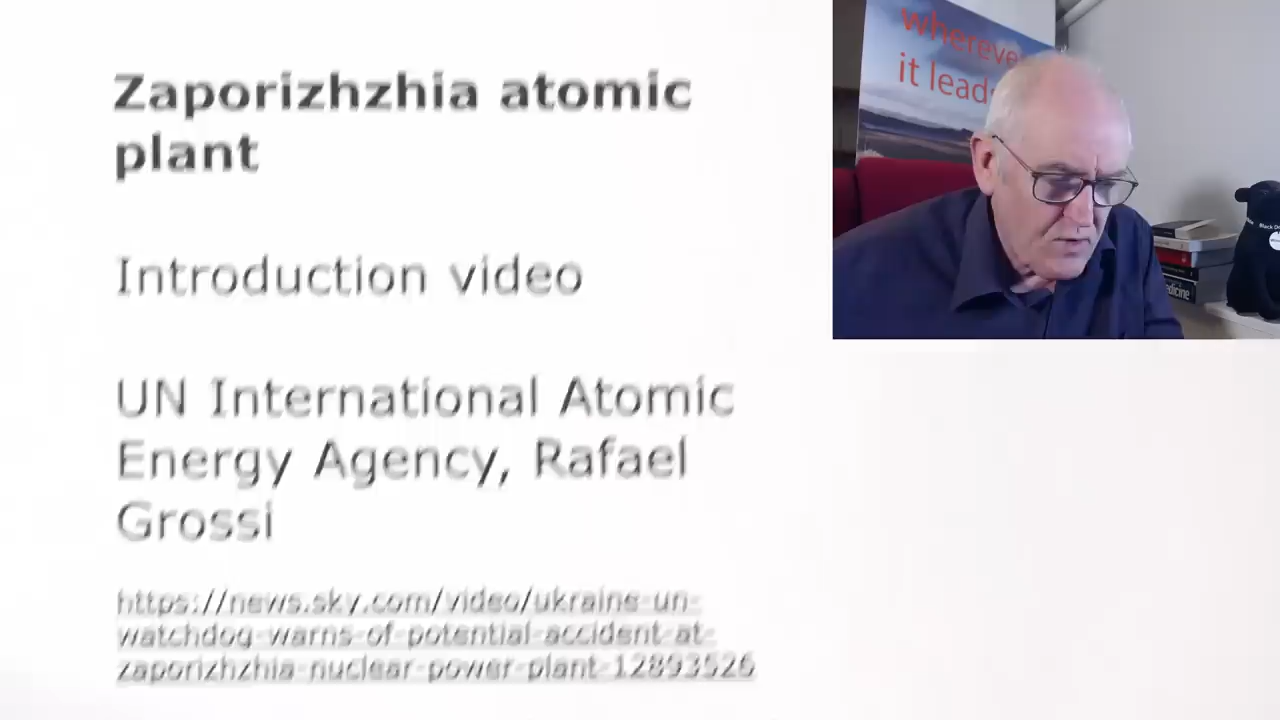 Zaporizhzhia atomic
plant
Introduction video
UN International Atomic
Energy Agency, Rafael
Grossi
https://news.sky.com/video/ukraine-un-
watchdog-warns-of-potential-accident-at-
zaporizhzhia-nuclear-power-plant-12893526
it leads
Black